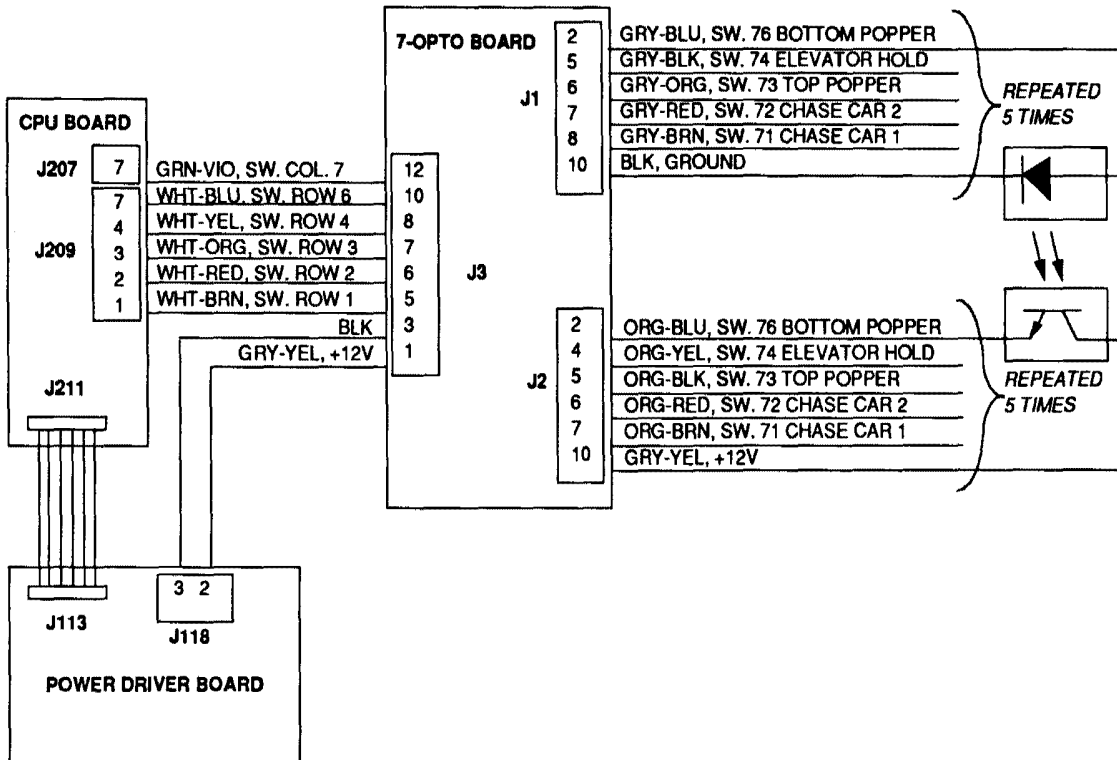 7-OPTO BOARD
J1
2 GRY-BLU, SW. 76 BOTTOM POPPER
5 GRY-BLK, SW. 74 ELEVATOR HOLD
6 GRY-ORG, SW. 73 TOP POPPER
7 GRY-RED, SW. 72 CHASE CAR 2
8 GRY-BRN, SW. 71 CHASE CAR 1
10 BLK, GROUND
REPEATED
5 TIMES
CPU BOARD
J207
7 GRN-VIO, SW. COL. 7 12
J209
7 WHT-BLU. SW. ROW 6 10
4 WHT-YEL, SW. ROW 4 8
3 WHT-ORG, SW. ROW 3 7
2 WHT-RED, SW. ROW 2 6
1 WHT-BRN, SW. ROW 1 5
BLK 3
GRY-YEL, +12V 1
J3
J2
2 ORG-BLU, SW. 76 BOTTOM POPPER
4 ORG-YEL, SW. 74 ELEVATOR HOLD
5 ORG-BLK, SW. 73 TOP POPPER
6 ORG-RED, SW. 72 CHASE CAR 2
7 ORG-BRN, SW. 71 CHASE CAR 1
10 GRY-YEL, +12V
REPEATED
5 TIMES
J211
J113
3 2
J118
POWER DRIVER BOARD